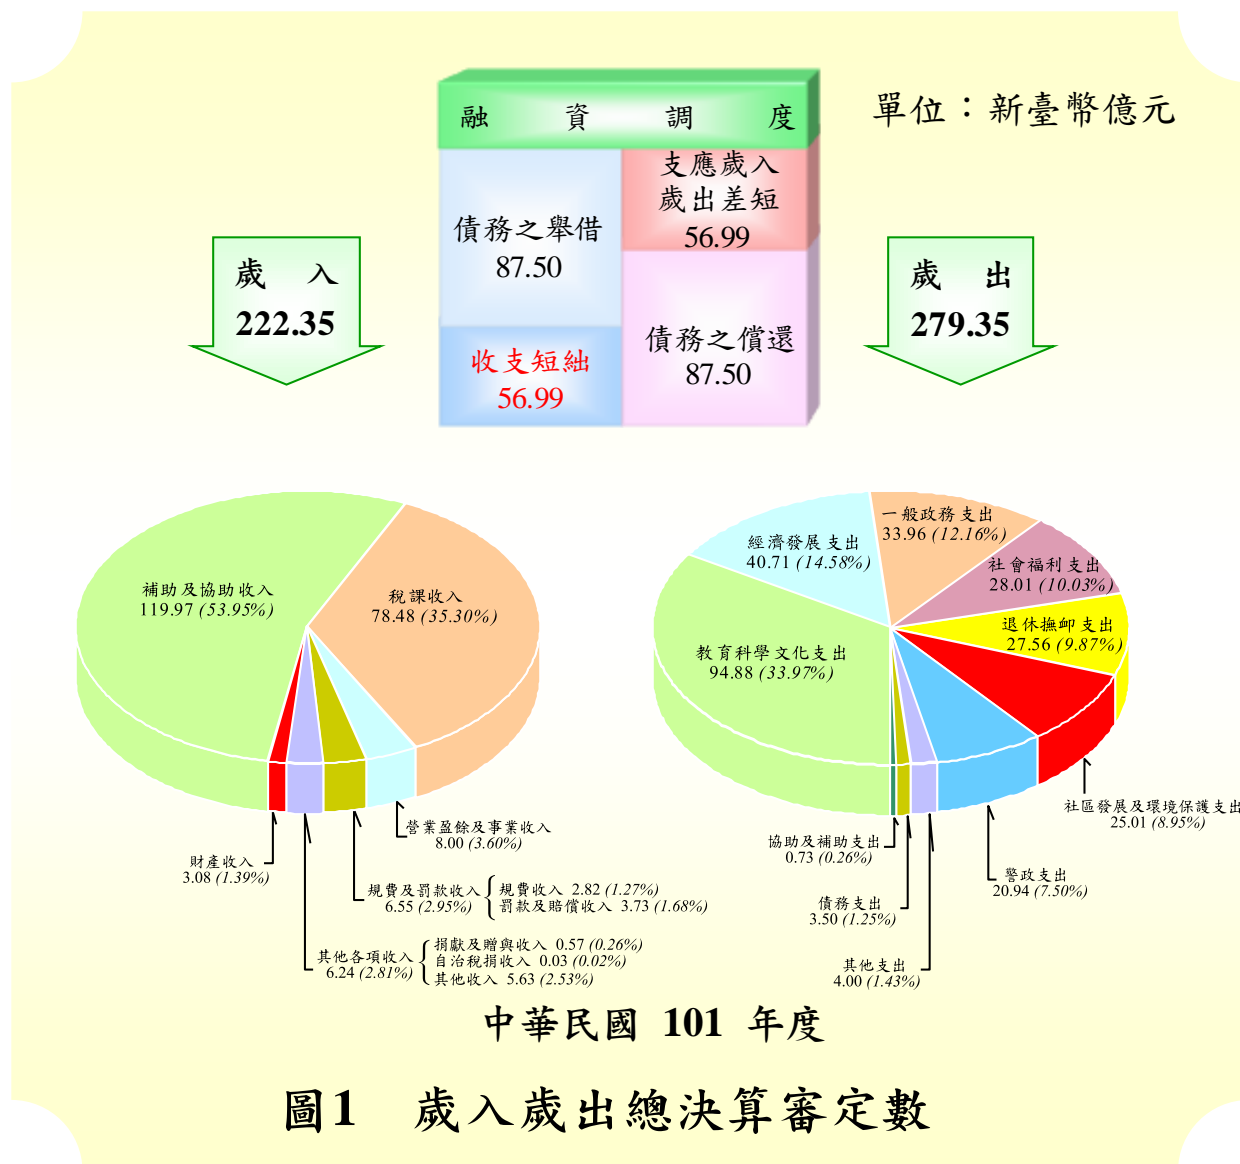 單位：新臺幣億元
融資調度
債務之舉借
87.50
收支短絀
56.99
支應歲入
歲出差短
56.99
債務之償還
87.50
歲入
222.35
歲出
279.35
補助及協助收入
119.97 (53.95%)
稅課收入
78.48 (35.30%)
營業盈餘及事業收入
8.00 (3.60%)
財產收入
3.08 (1.39%)
規費及罰款收入
6.55 (2.95%)
規費收入 2.82 (1.27%)
罰款及賠償收入 3.73 (1.68%)
其他各項收入
6.24 (2.81%)
捐獻及贈與收入 0.57 (0.26%)
自治稅捐收入 0.03 (0.02%)
其他收入 5.63 (2.53%)
一般政務支出
33.96 (12.16%)
經濟發展支出
40.71 (14.58%)
社會福利支出
28.01 (10.03%)
退休撫卹支出
27.56 (9.87%)
教育科學文化支出
94.88 (33.97%)
社區發展及環境保護支出
25.01 (8.95%)
協助及補助支出
0.73 (0.26%)
警政支出
20.94 (7.50%)
債務支出
3.50 (1.25%)
其他支出
4.00 (1.43%)
中華民國 101 年度
圖1 歲入歲出總決算審定數